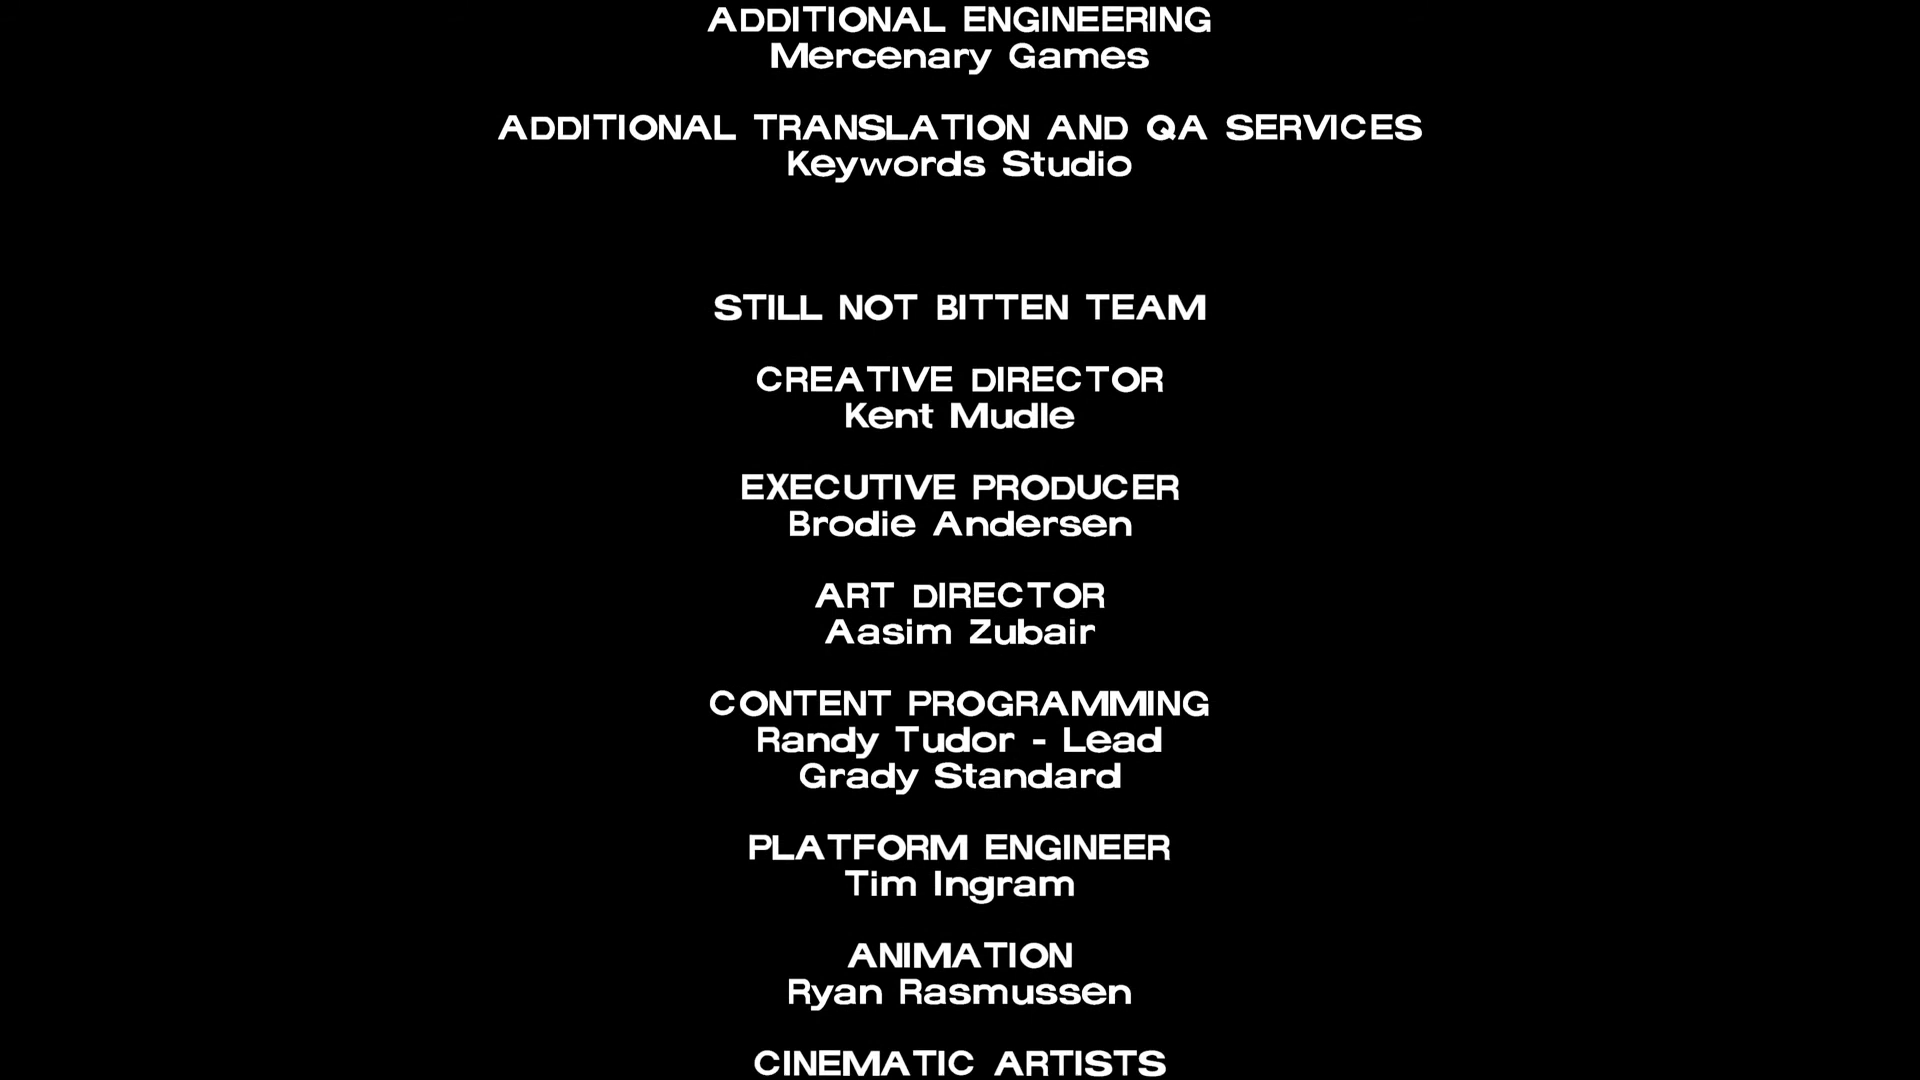 ADDITIONAL ENGINEERING
Mercenary Games
ADDITIONAL TRANSLATION AND QA SERVICES
Keywords Studio
STILL NOT BITTEN TEAM
CREATIVE DIRECTOR
Kent Mudle
EXECUTIVE PRODUCER
Brodie Andersen
ART DIRECTOR
Aasim Zubair
CONTENT PROGRAMMING
Randy Tudor - Lead
Grady Standard
PLATFORM ENGINEER
Tim Ingram
ANIMATION
Ryan Rasmussen
CINEMATIC ARTISTS